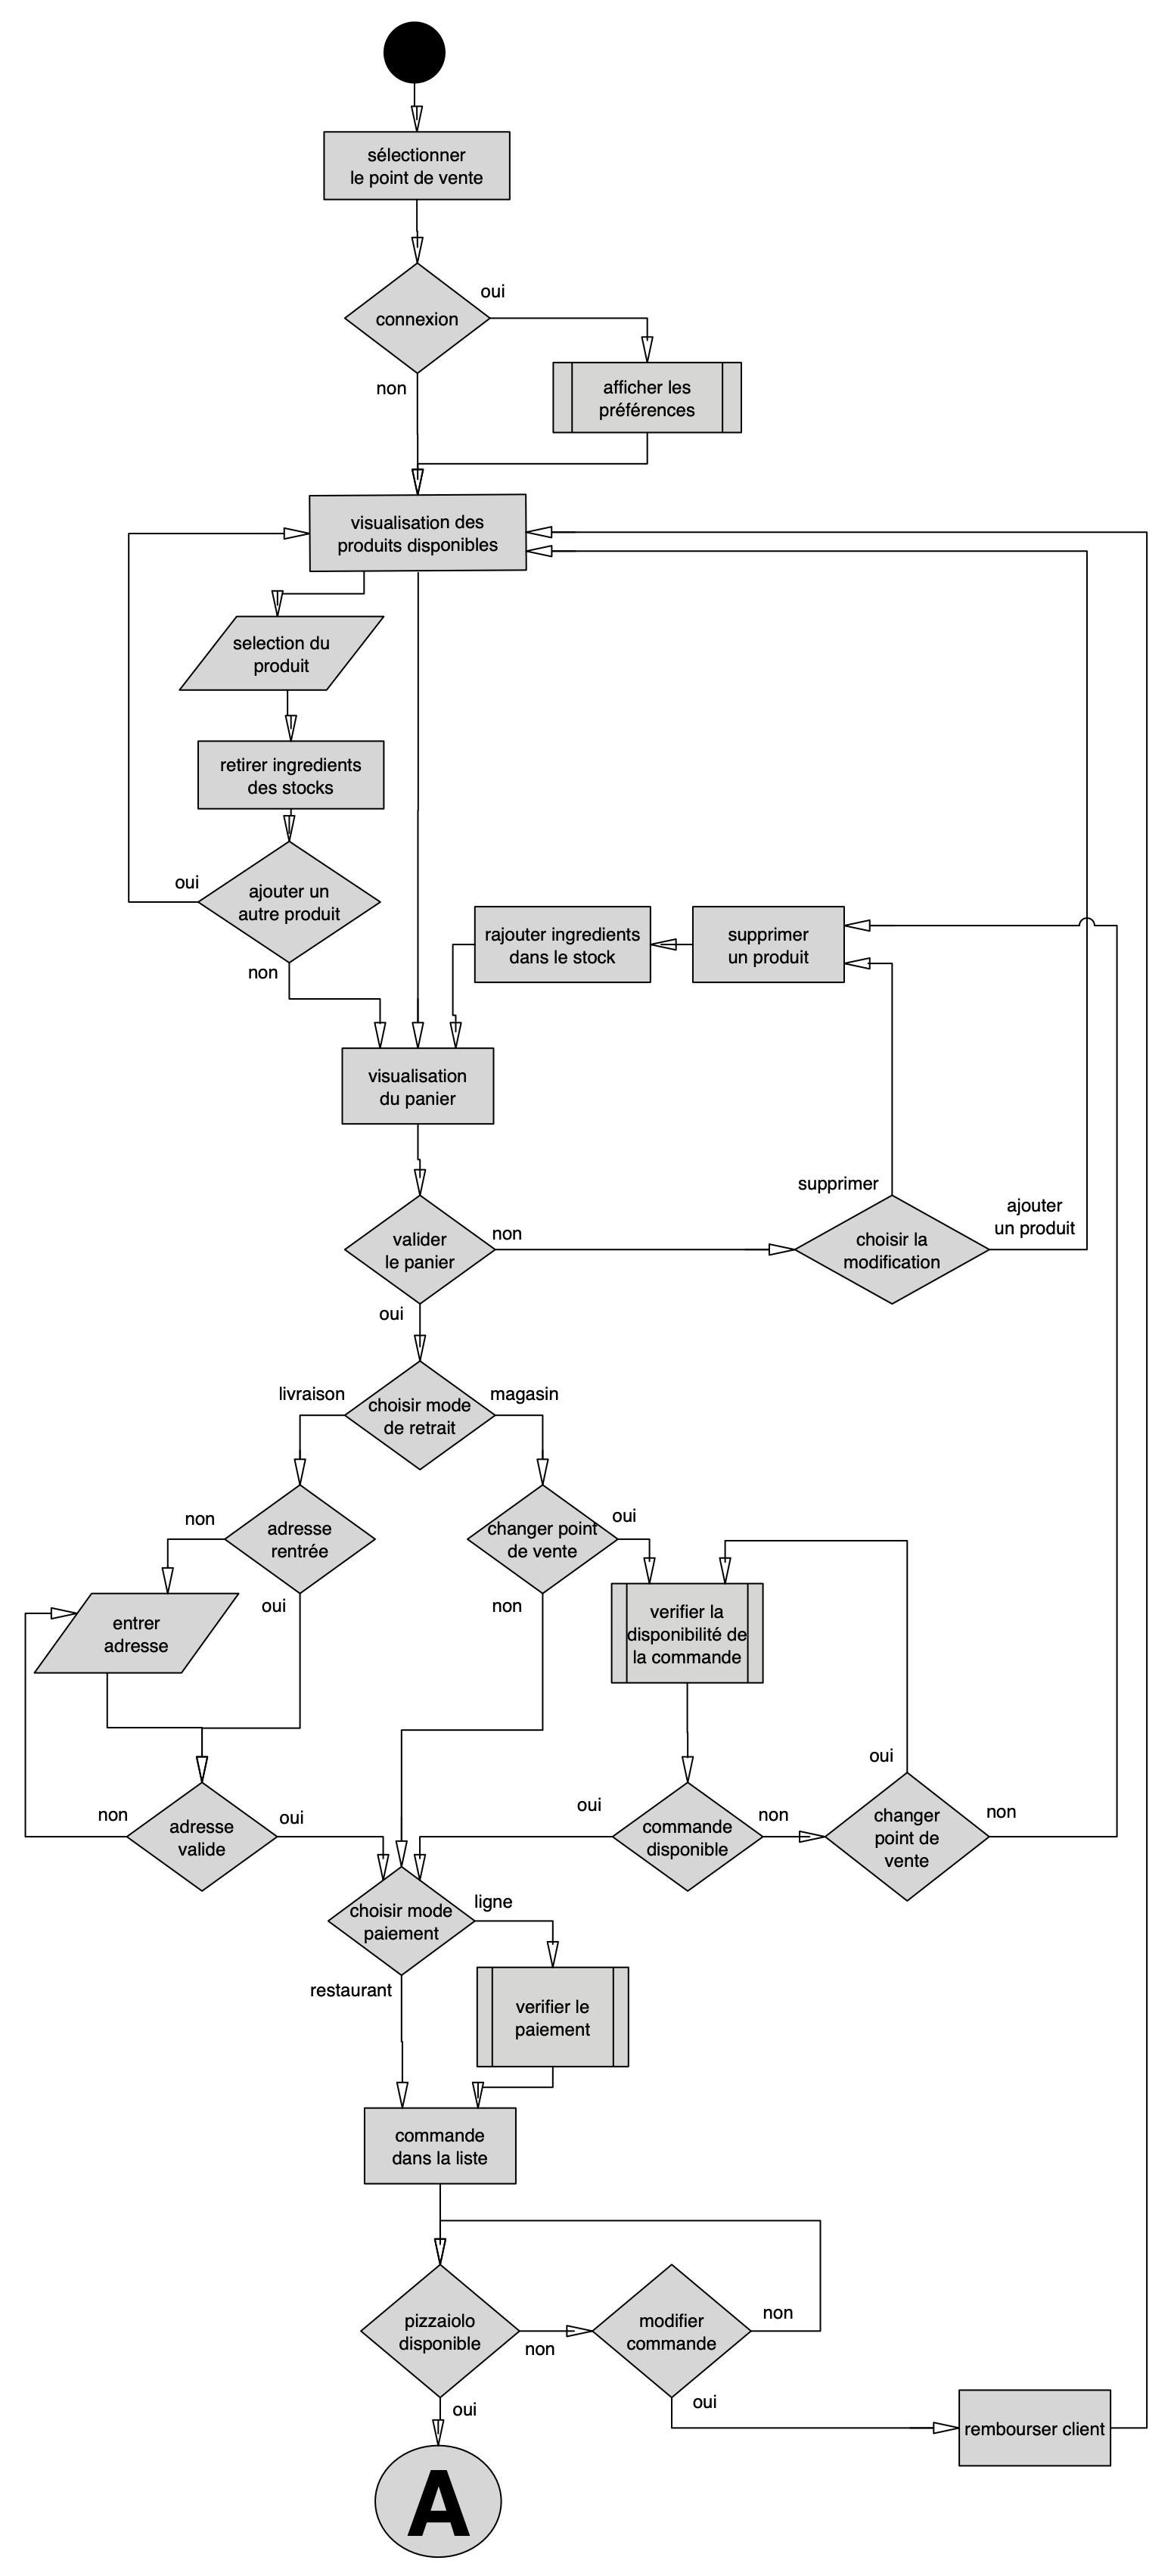 sélectionner
le point de vente
connexion
oui
non
afficher les
préférences
visualisation des
produits disponibles
selection du
produit
retirer ingredients
des stocks
ajouter un
autre produit
oui
non
rajouter ingredients
dans le stock
supprimer
un produit
visualisation
du panier
valider
le panier
non
oui
supprimer
choisir la
modification
ajouter
un produit
choisir mode
de retrait
livraison
magasin
adresse
rentrée
non
oui
changer point
de vente
oui
non
entrer
adresse
verifier la
disponibilité de
la commande
adresse
valide
non
oui
commande
disponible
oui
non
changer
point de
vente
oui
non
choisir mode
paiement
ligne
restaurant
verifier le
paiement
commande
dans la liste
pizzaiolo
disponible
non
oui
modifier
commande
non
oui
rembourser client
A